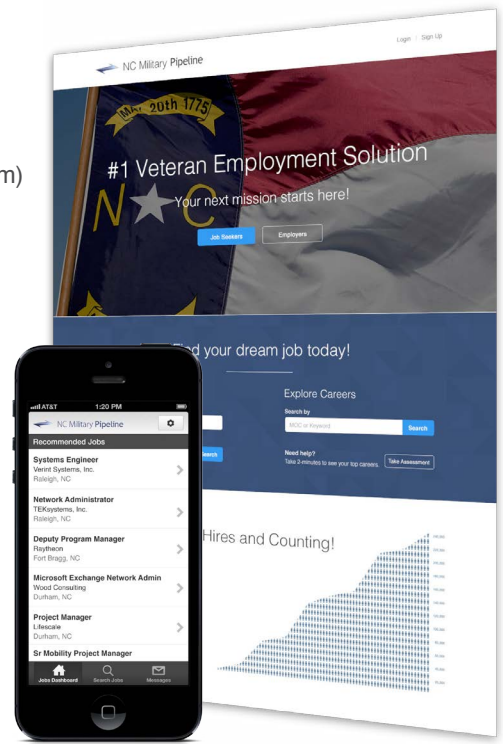 m)
NC Military Pipeline
Login | Sign Up
MAY 20th 1775
N C
#1 Veteran Employment Solution
Your next mission starts here!
Job Seekers Employers
Find your dream job today!
Explore Careers
Search by
MOC or Keyword Search
Search
Need help?
Take 2-minutes to see your top careers. Take Assessment
Hires and Counting!
AT&T 1:20 PM
NC Military Pipeline
Recommended Jobs
Systems Engineer
Verint Systems, Inc.
Raleigh, NC
Network Administrator
TEKsystems, Inc.
Raleigh, NC
Deputy Program Manager
Raytheon
Fort Bragg, NC
Microsoft Exchange Network Admin
Wood Consulting
Durham, NC
Project Manager
Lifescale
Durham, NC
Sr Mobility Project Manager
Jobs Dashboard Search Jobs Messages